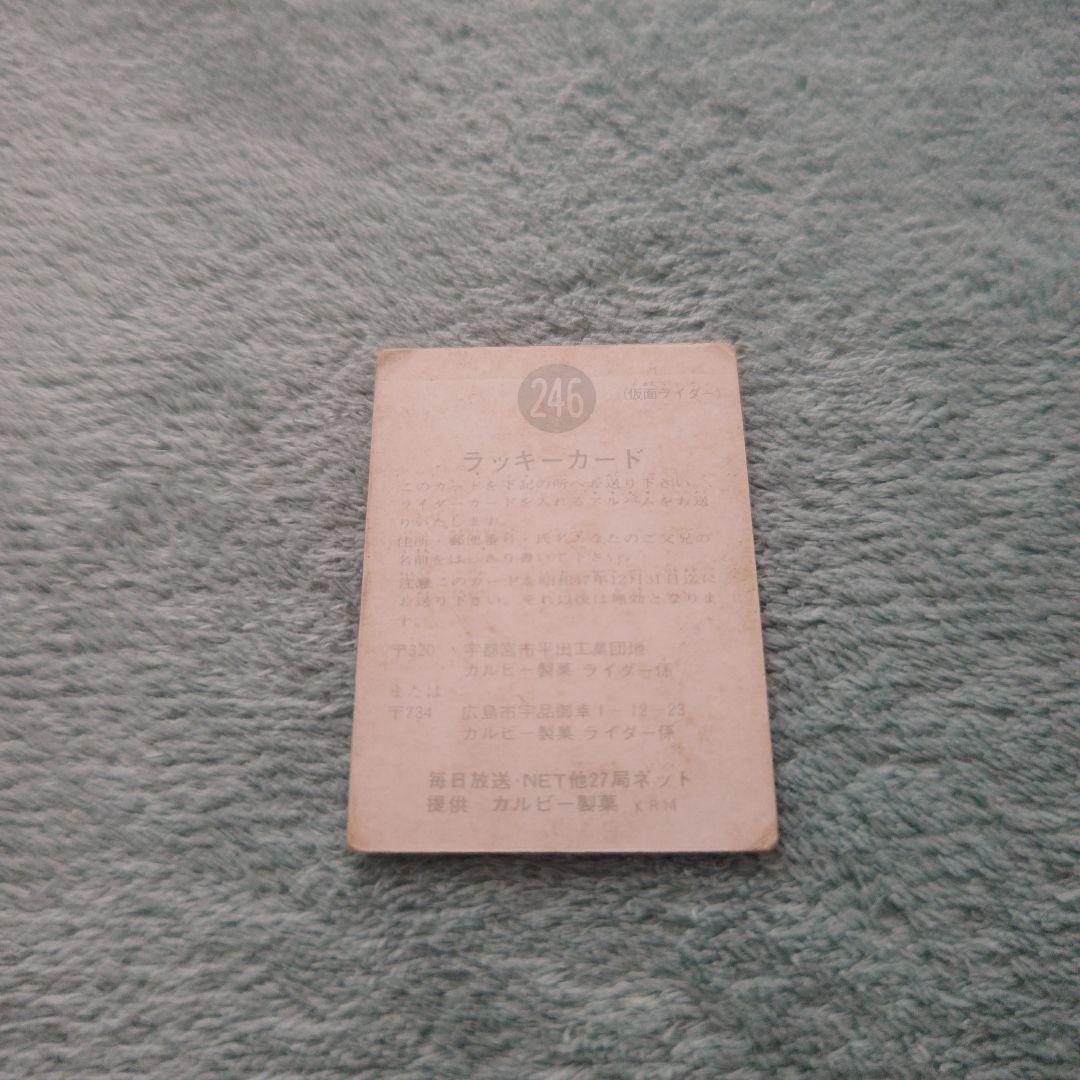 246
(仮面ライダー)
ラッキーカード
このカードを下記の所へお送り下さい。
ライダーカードを入れるアルバムをお送
りいたします。
住所・郵便番号・氏名あなたのご父兄の
名前をはっきり書いて下さい。
注意このカードを昭和47年12月31日迄に
お送り下さい。それ以後は無効となりま
す。
〒320 宇都宮市平出工業団地
カルビー製菓 ライダー係
または
〒734 広島市宇品御幸1-12-23
カルビー製菓 ライダー係
毎日放送・NET他27局ネット
提供 カルビー製菓 KR14